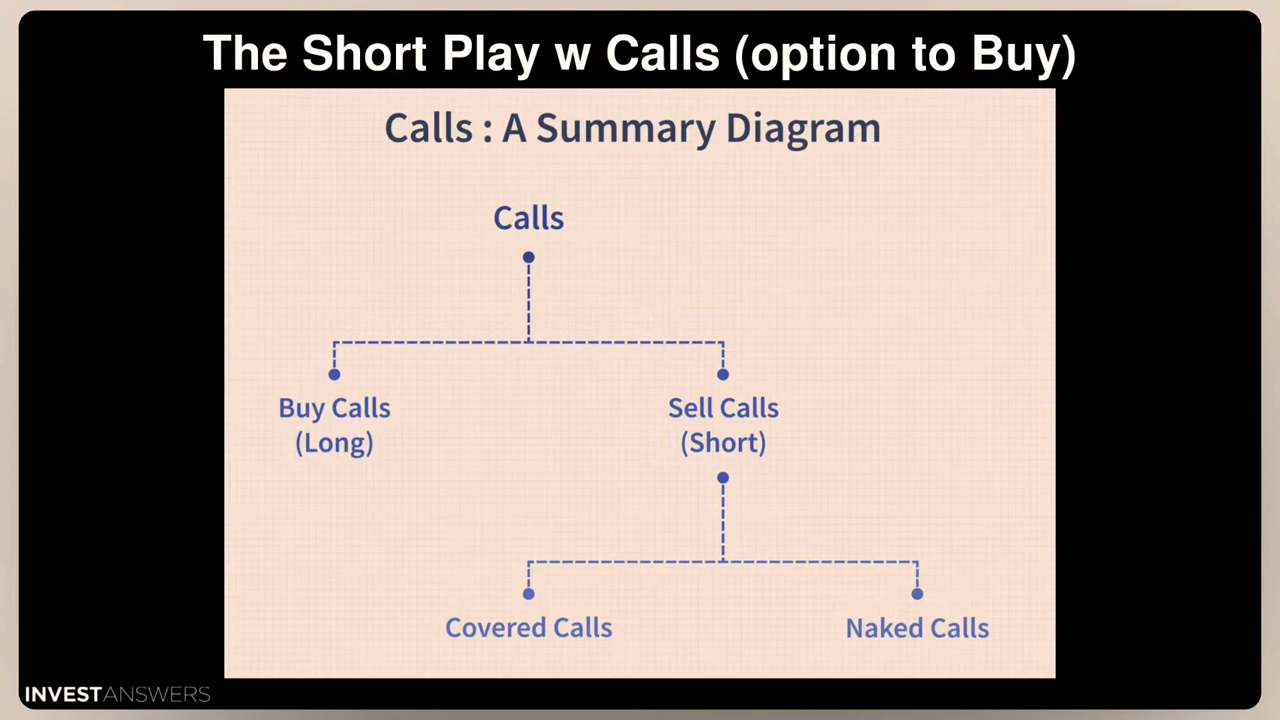 The Short Play w Calls (option to Buy)
Calls : A Summary Diagram
Calls
Buy Calls
(Long)
Sell Calls
(Short)
Covered Calls
Naked Calls
INVESTANSWERS